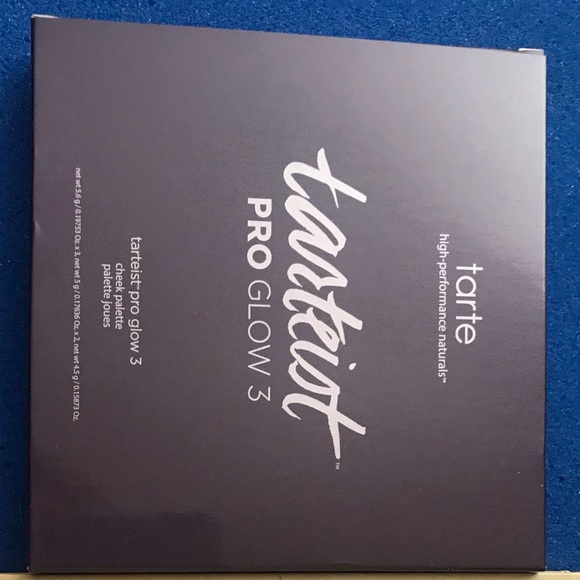 tarte
high-performance naturals™
tarteist™
PRO GLOW 3
tarteist pro glow 3
cheek palette
palette joues
net wt 5.6 g / 0.19753 Oz. x 3, net wt 5 g / 0.17636 Oz. x 2, net wt 4.5 g / 0.15873 Oz.